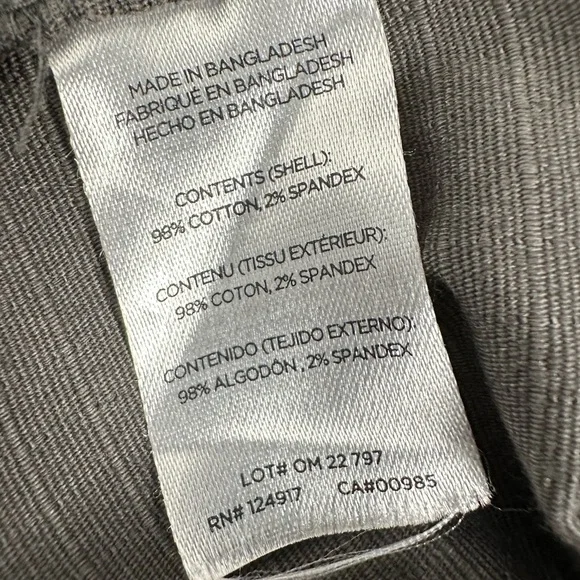 MADE IN BANGLADESH
FABRIQUÉ EN BANGLADESH
HECHO EN BANGLADESH
CONTENTS (SHELL):
98% COTTON, 2% SPANDEX
CONTENU (TISSU EXTÉRIEUR):
98% COTON, 2% SPANDEX
CONTENIDO (TEJIDO EXTERNO):
98% ALGODÓN , 2% SPANDEX
LOT# OM 22 797
RN# 124917 CA#00985